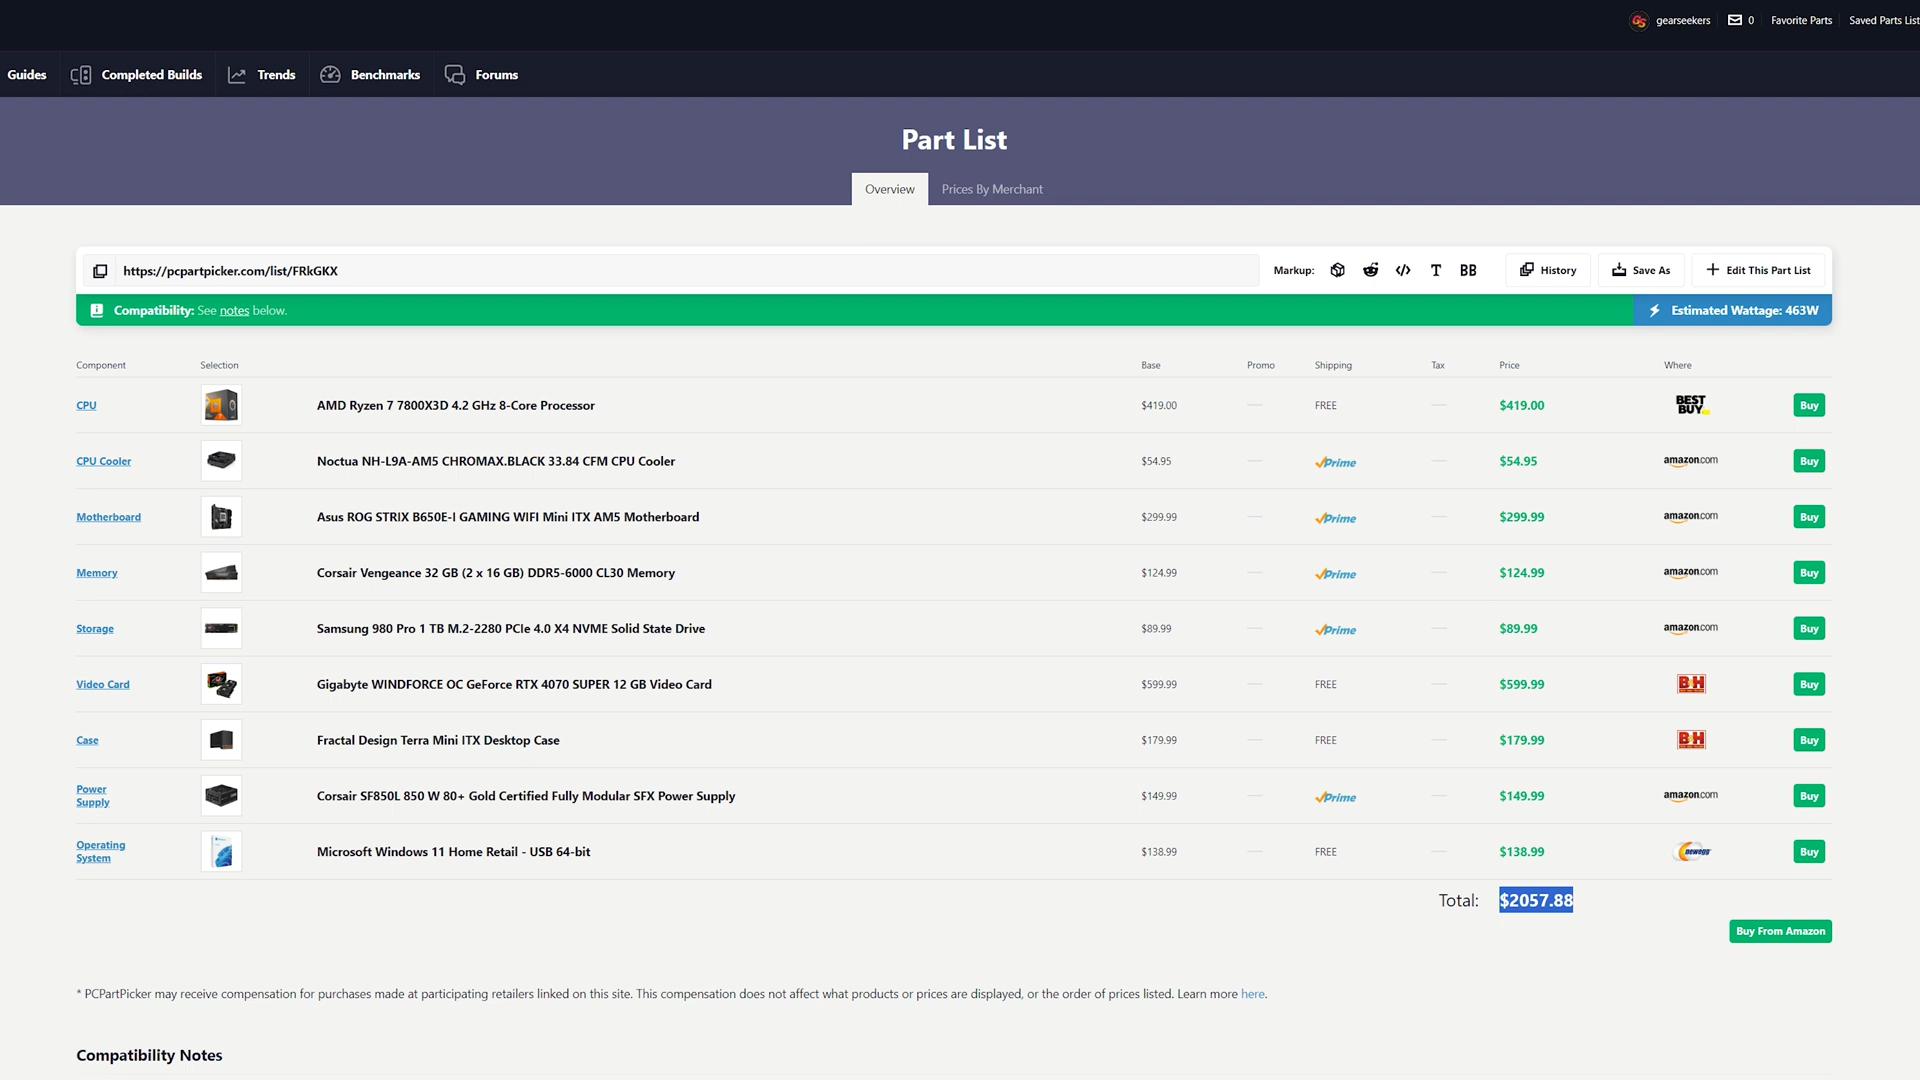 gearseekers 0 Favorite Parts Saved Parts List
Guides Completed Builds Trends Benchmarks Forums
Part List
Overview Prices By Merchant
https://pcpartpicker.com/list/FRkGKX Markup: T BB History Save As Edit This Part List
Compatibility: See notes below. Estimated Wattage: 463W
Component Selection Base Promo Shipping Tax Price Where
CPU AMD Ryzen 7 7800X3D 4.2 GHz 8-Core Processor $419.00 — FREE — $419.00 BEST BUY Buy
CPU Cooler Noctua NH-L9A-AM5 CHROMAX.BLACK 33.84 CFM CPU Cooler $54.95 — Prime — $54.95 amazon.com Buy
Motherboard Asus ROG STRIX B650E-I GAMING WIFI Mini ITX AM5 Motherboard $299.99 — Prime — $299.99 amazon.com Buy
Memory Corsair Vengeance 32 GB (2 x 16 GB) DDR5-6000 CL30 Memory $124.99 — Prime — $124.99 amazon.com Buy
Storage Samsung 980 Pro 1 TB M.2-2280 PCIe 4.0 X4 NVME Solid State Drive $89.99 — Prime — $89.99 amazon.com Buy
Video Card Gigabyte WINDFORCE OC GeForce RTX 4070 SUPER 12 GB Video Card $599.99 — FREE — $599.99 B&H Buy
Case Fractal Design Terra Mini ITX Desktop Case $179.99 — FREE — $179.99 B&H Buy
Power Supply Corsair SF850L 850 W 80+ Gold Certified Fully Modular SFX Power Supply $149.99 — Prime — $149.99 amazon.com Buy
Operating System Microsoft Windows 11 Home Retail - USB 64-bit $138.99 — FREE — $138.99 newegg Buy
Total: $2057.88
Buy From Amazon
* PCPartPicker may receive compensation for purchases made at participating retailers linked on this site. This compensation does not affect what products or prices are displayed, or the order of prices listed. Learn more here.
Compatibility Notes